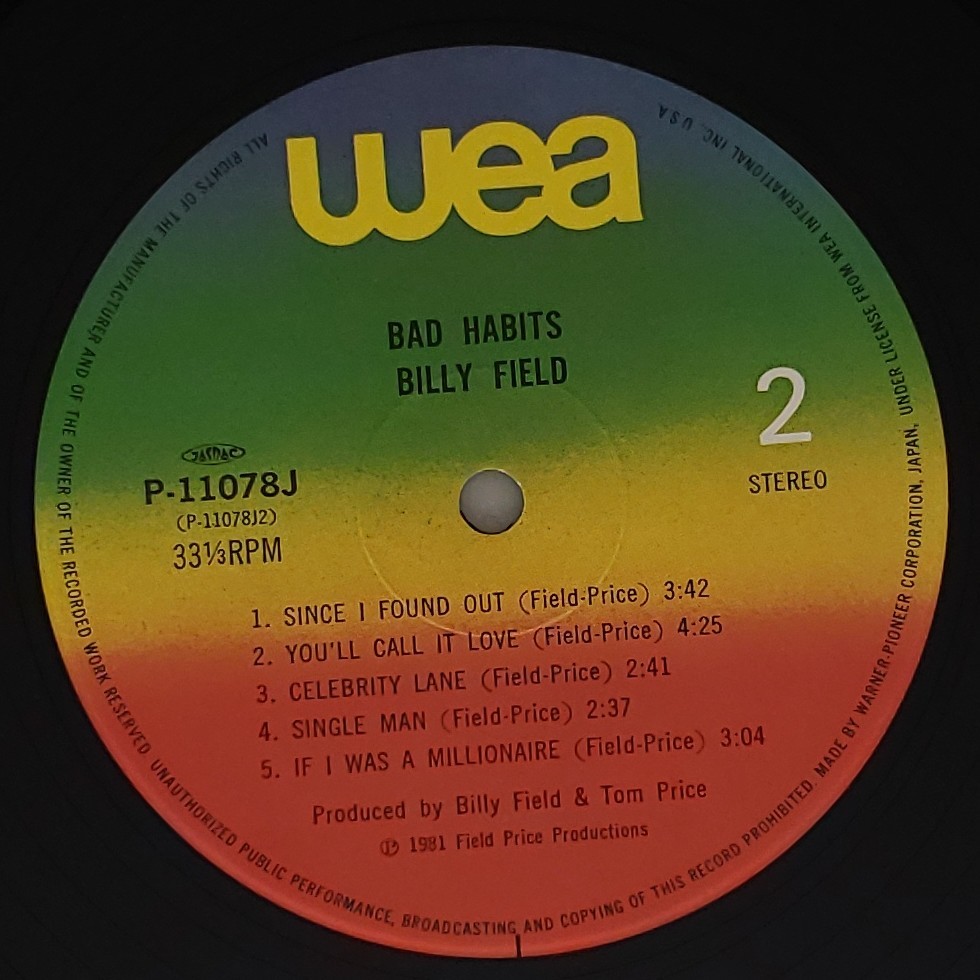 wea
BAD HABITS
BILLY FIELD
2
STEREO
JASRAC
P-11078J
(P-11078J2)
33⅓RPM
1. SINCE I FOUND OUT (Field-Price) 3:42
2. YOU'LL CALL IT LOVE (Field-Price) 4:25
3. CELEBRITY LANE (Field-Price) 2:41
4. SINGLE MAN (Field-Price) 2:37
5. IF I WAS A MILLIONAIRE (Field-Price) 3:04
Produced by Billy Field & Tom Price
℗ 1981 Field Price Productions
ALL RIGHTS OF THE MANUFACTURER AND OF THE OWNER OF THE RECORDED WORK RESERVED. UNAUTHORIZED PUBLIC PERFORMANCE, BROADCASTING AND COPYING OF THIS RECORD PROHIBITED. MADE BY WARNER-PIONEER CORPORATION, JAPAN, UNDER LICENSE FROM WEA INTERNATIONAL INC., U.S.A.